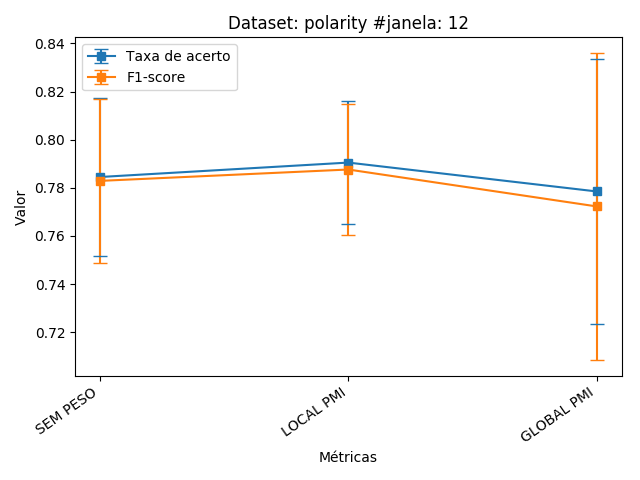 Dataset: polarity #janela: 12
Taxa de acerto
F1-score
0.84
0.82
0.80
0.78
0.76
0.74
0.72
Valor
SEM PESO
LOCAL PMI
GLOBAL PMI
Métricas